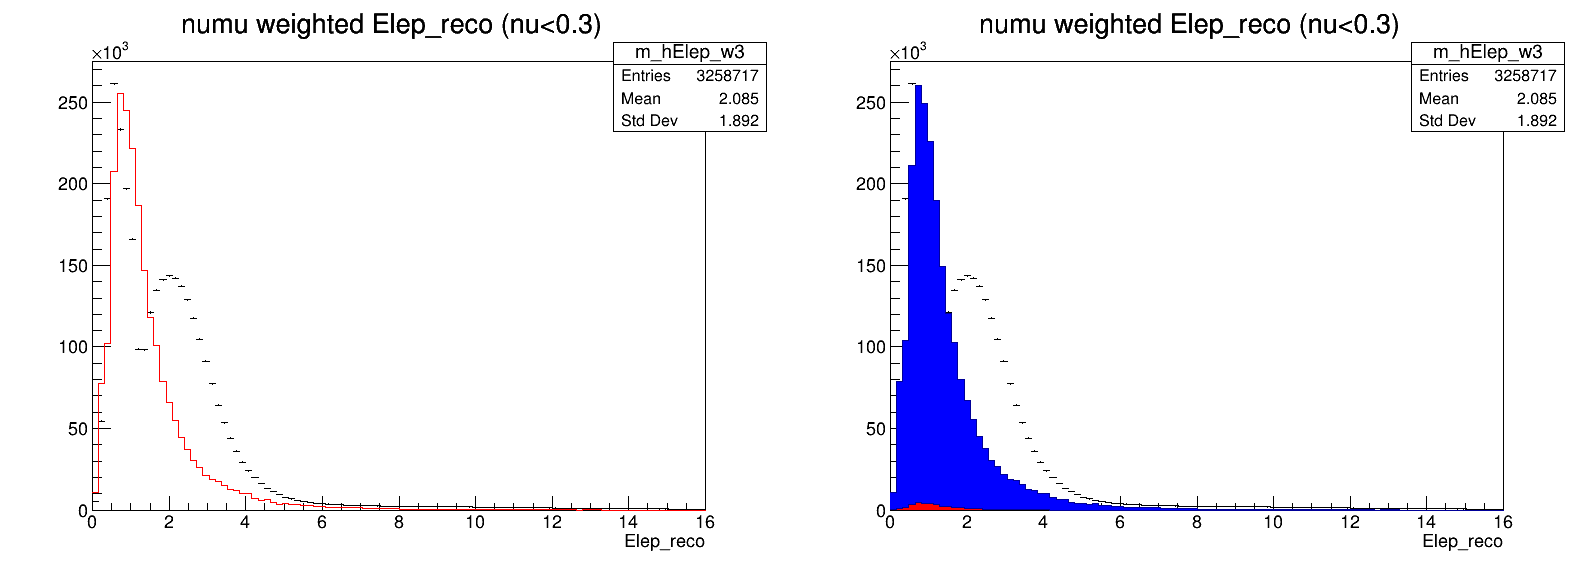 numu weighted Elep_reco (nu<0.3)
×10³
m_hElep_w3
Entries 3258717
Mean 2.085
Std Dev 1.892
250
200
150
100
50
0
0 2 4 6 8 10 12 14 16
Elep_reco
numu weighted Elep_reco (nu<0.3)
×10³
m_hElep_w3
Entries 3258717
Mean 2.085
Std Dev 1.892
250
200
150
100
50
0
0 2 4 6 8 10 12 14 16
Elep_reco